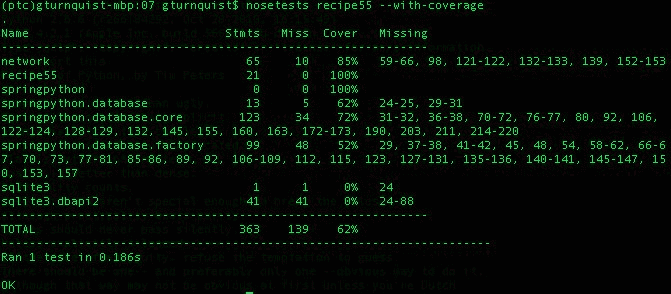 (ptc)gturnquist-mbp:07 gturnquist$ nosetests recipe55 --with-coverage
.
Name Stmts Miss Cover Missing
--------------------------------------------------------
network 65 10 85% 59-66, 98, 121-122, 132-133, 139, 152-153
recipe55 21 0 100%
springpython 0 0 100%
springpython.database 13 5 62% 24-25, 29-31
springpython.database.core 123 34 72% 31-32, 36-38, 70-72, 76-77, 80, 92, 106,
122-124, 128-129, 132, 145, 155, 160, 163, 172-173, 190, 203, 211, 214-220
springpython.database.factory 99 48 52% 29, 37-38, 41-42, 45, 48, 54, 58-62, 66-6
7, 70, 73, 77-81, 85-86, 89, 92, 106-109, 112, 115, 123, 127-131, 135-136, 140-141, 145-147, 15
0, 153, 157
sqlite3 1 1 0% 24
sqlite3.dbapi2 41 41 0% 24-88
--------------------------------------------------------
TOTAL 363 139 62%
----------------------------------------------------------------------
Ran 1 test in 0.186s
OK